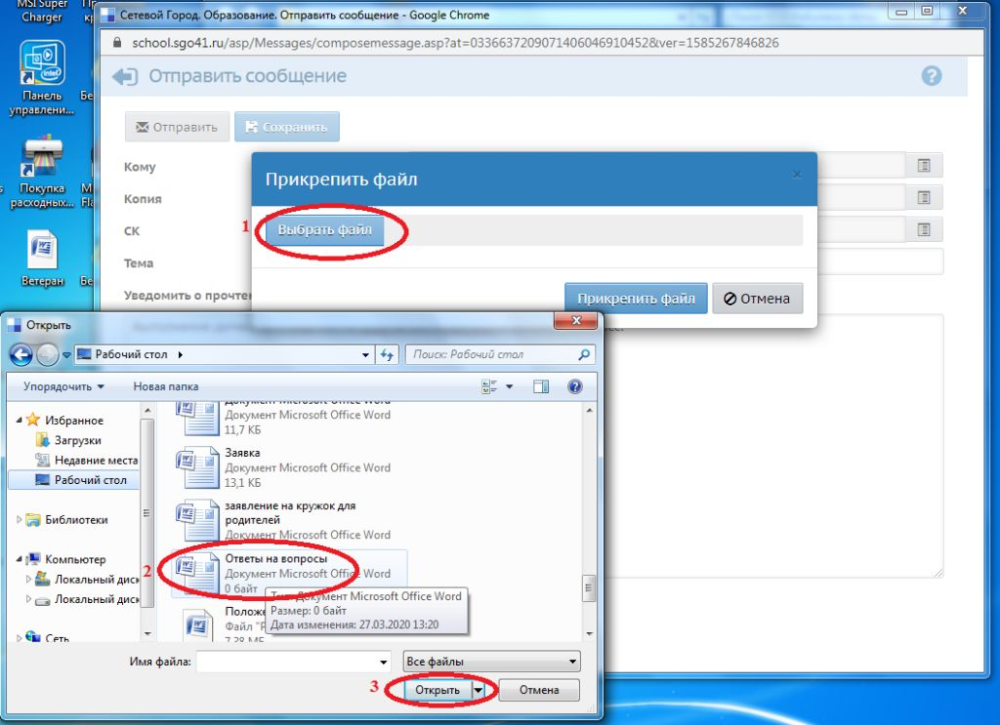 MSI Super
Charger
Панель
управлени...
Покупка
расходных...
Ветеран
Сетевой Город. Образование. Отправить сообщение - Google Chrome
school.sgo41.ru/asp/Messages/composemessage.asp?at=0336637209071406046910452&ver=1585267846826
Отправить сообщение
Отправить
Сохранить
Кому
Копия
СК
Тема
Уведомить о прочтен
Прикрепить файл
1
Выбрать файл
Прикрепить файл
Отмена
Открыть
Рабочий стол
Поиск: Рабочий стол
Упорядочить
Новая папка
Избранное
Загрузки
Недавние места
Рабочий стол
Библиотеки
Компьютер
Локальный диск
Локальный диск
Сеть
Документ Microsoft Office Word
Документ Microsoft Office Word
11,7 КБ
Заявка
Документ Microsoft Office Word
13,1 КБ
заявление на кружок для
родителей
Документ Microsoft Office Word
2
Ответы на вопросы
Документ Microsoft Office Word
0 байт
Тип: Документ Microsoft Office Word
Размер: 0 байт
Дата изменения: 27.03.2020 13:20
Положе
Файл "P
7,38 МБ
Имя файла:
Все файлы
3
Открыть
Отмена